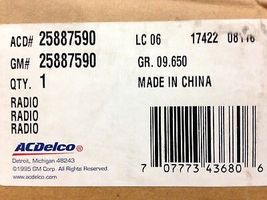 ACD# 25887590 LC 06 17422 08116
GM# 25887590 GR. 09.650
QTY. 1 MADE IN CHINA
RADIO
RADIO
RADIO
ACDelco
Detroit, Michigan 48243
©1995 GM Corp. All Rights Reserved
www.acdelco.com
7 07773 43680 6